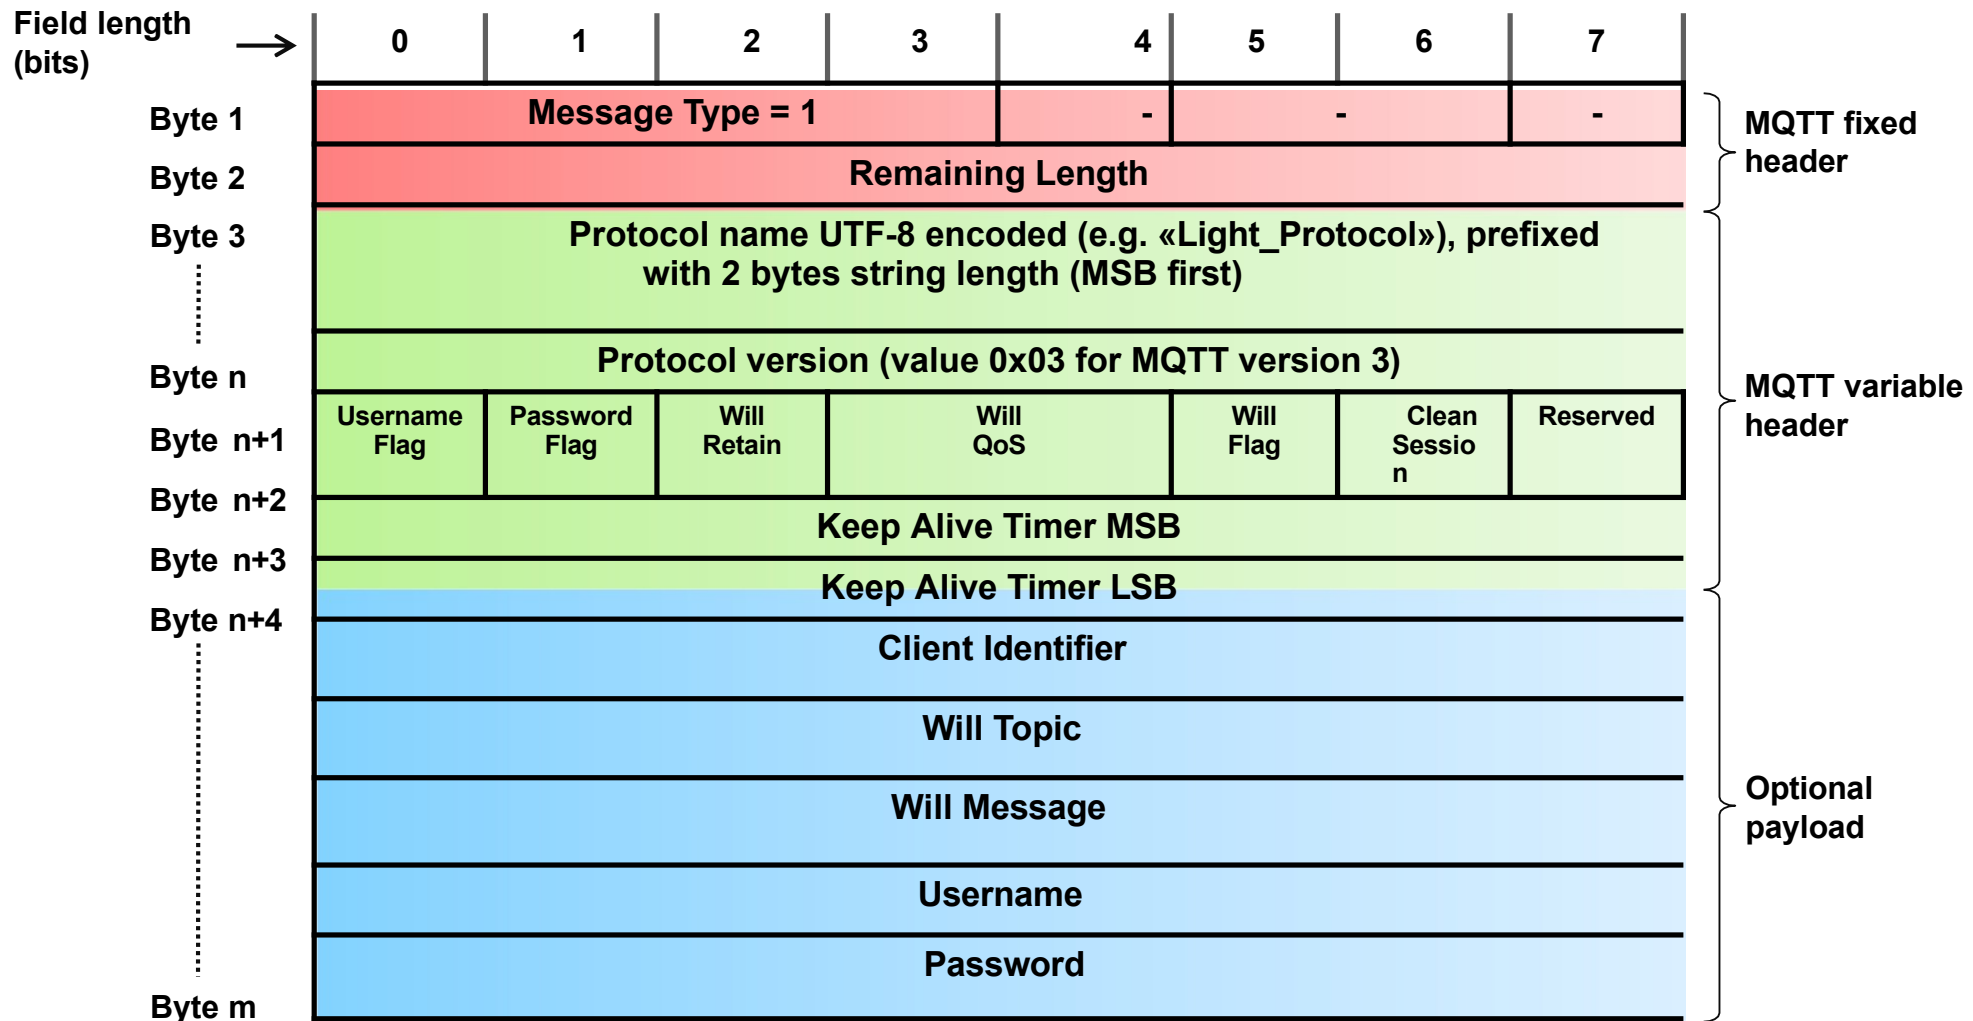 Field length
(bits)
0 1 2 3 4 5 6 7
Byte 1
Message Type = 1 - - -
MQTT fixed
header
Byte 2
Remaining Length
Byte 3
Protocol name UTF-8 encoded (e.g. «Light_Protocol»), prefixed
with 2 bytes string length (MSB first)
Byte n
Protocol version (value 0x03 for MQTT version 3)
MQTT variable
header
Byte n+1
Username
Flag
Password
Flag
Will
Retain
Will
QoS
Will
Flag
Clean
Sessio
n
Reserved
Byte n+2
Keep Alive Timer MSB
Byte n+3
Keep Alive Timer LSB
Byte n+4
Client Identifier
Will Topic
Will Message
Optional
payload
Username
Password
Byte m